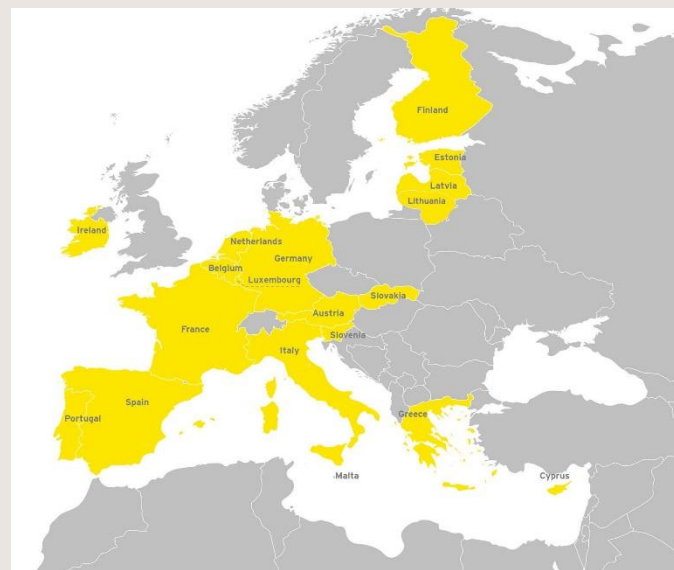 Finland
Estonia
Latvia
Lithuania
Ireland
Netherlands
Germany
Belgium
Luxembourg
Slovakia
Austria
France
Slovenia
Italy
Spain
Portugal
Greece
Malta
Cyprus